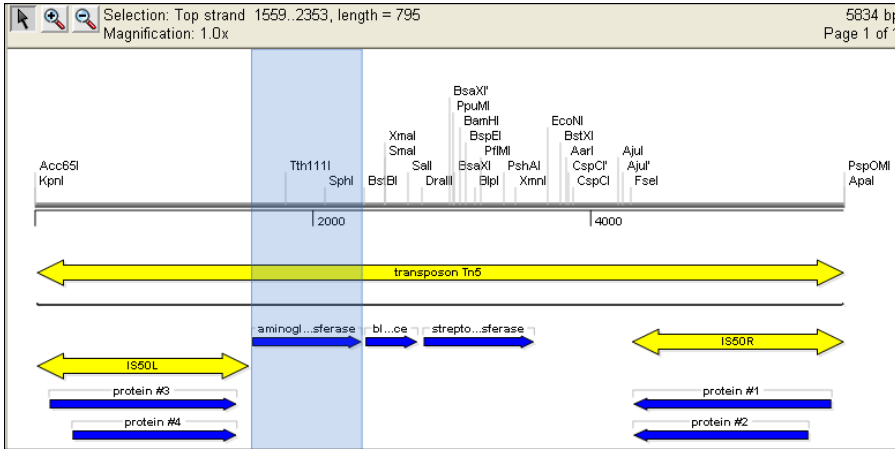 Selection: Top strand 1559..2353, length = 795
5834 bp
Magnification: 1.0x
Page 1 of 1
BsaXI'
PpuMI
BamHI
EcoNI
XmaI
BspEI
BstXI
SmaI
PflMI
AarI
AjuI
Acc65I
Tth111I
SalI
BsaXI
PshAI
CspCI'
AjuI'
PspOMI
KpnI
SphI
BstBI
DraIII
BlpI
XmnI
CspCI
FseI
ApaI
2000
4000
transposon Tn5
aminogl...sferase
bl...ce
strepto...sferase
IS50R
IS50L
protein #3
protein #1
protein #4
protein #2